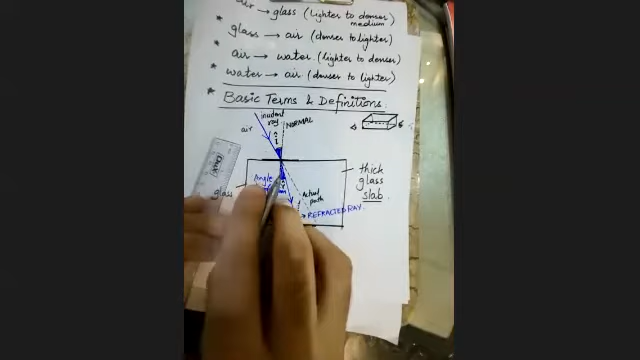 air → glass (lighter to denser medium)
* glass → air (denser to lighter)
* air → water (lighter to denser)
* water → air (denser to lighter)
* Basic Terms & Definitions.
incident ray
NORMAL
air
i
thick glass slab
Angle
glass
r
Actual path
→ REFRACTED RAY